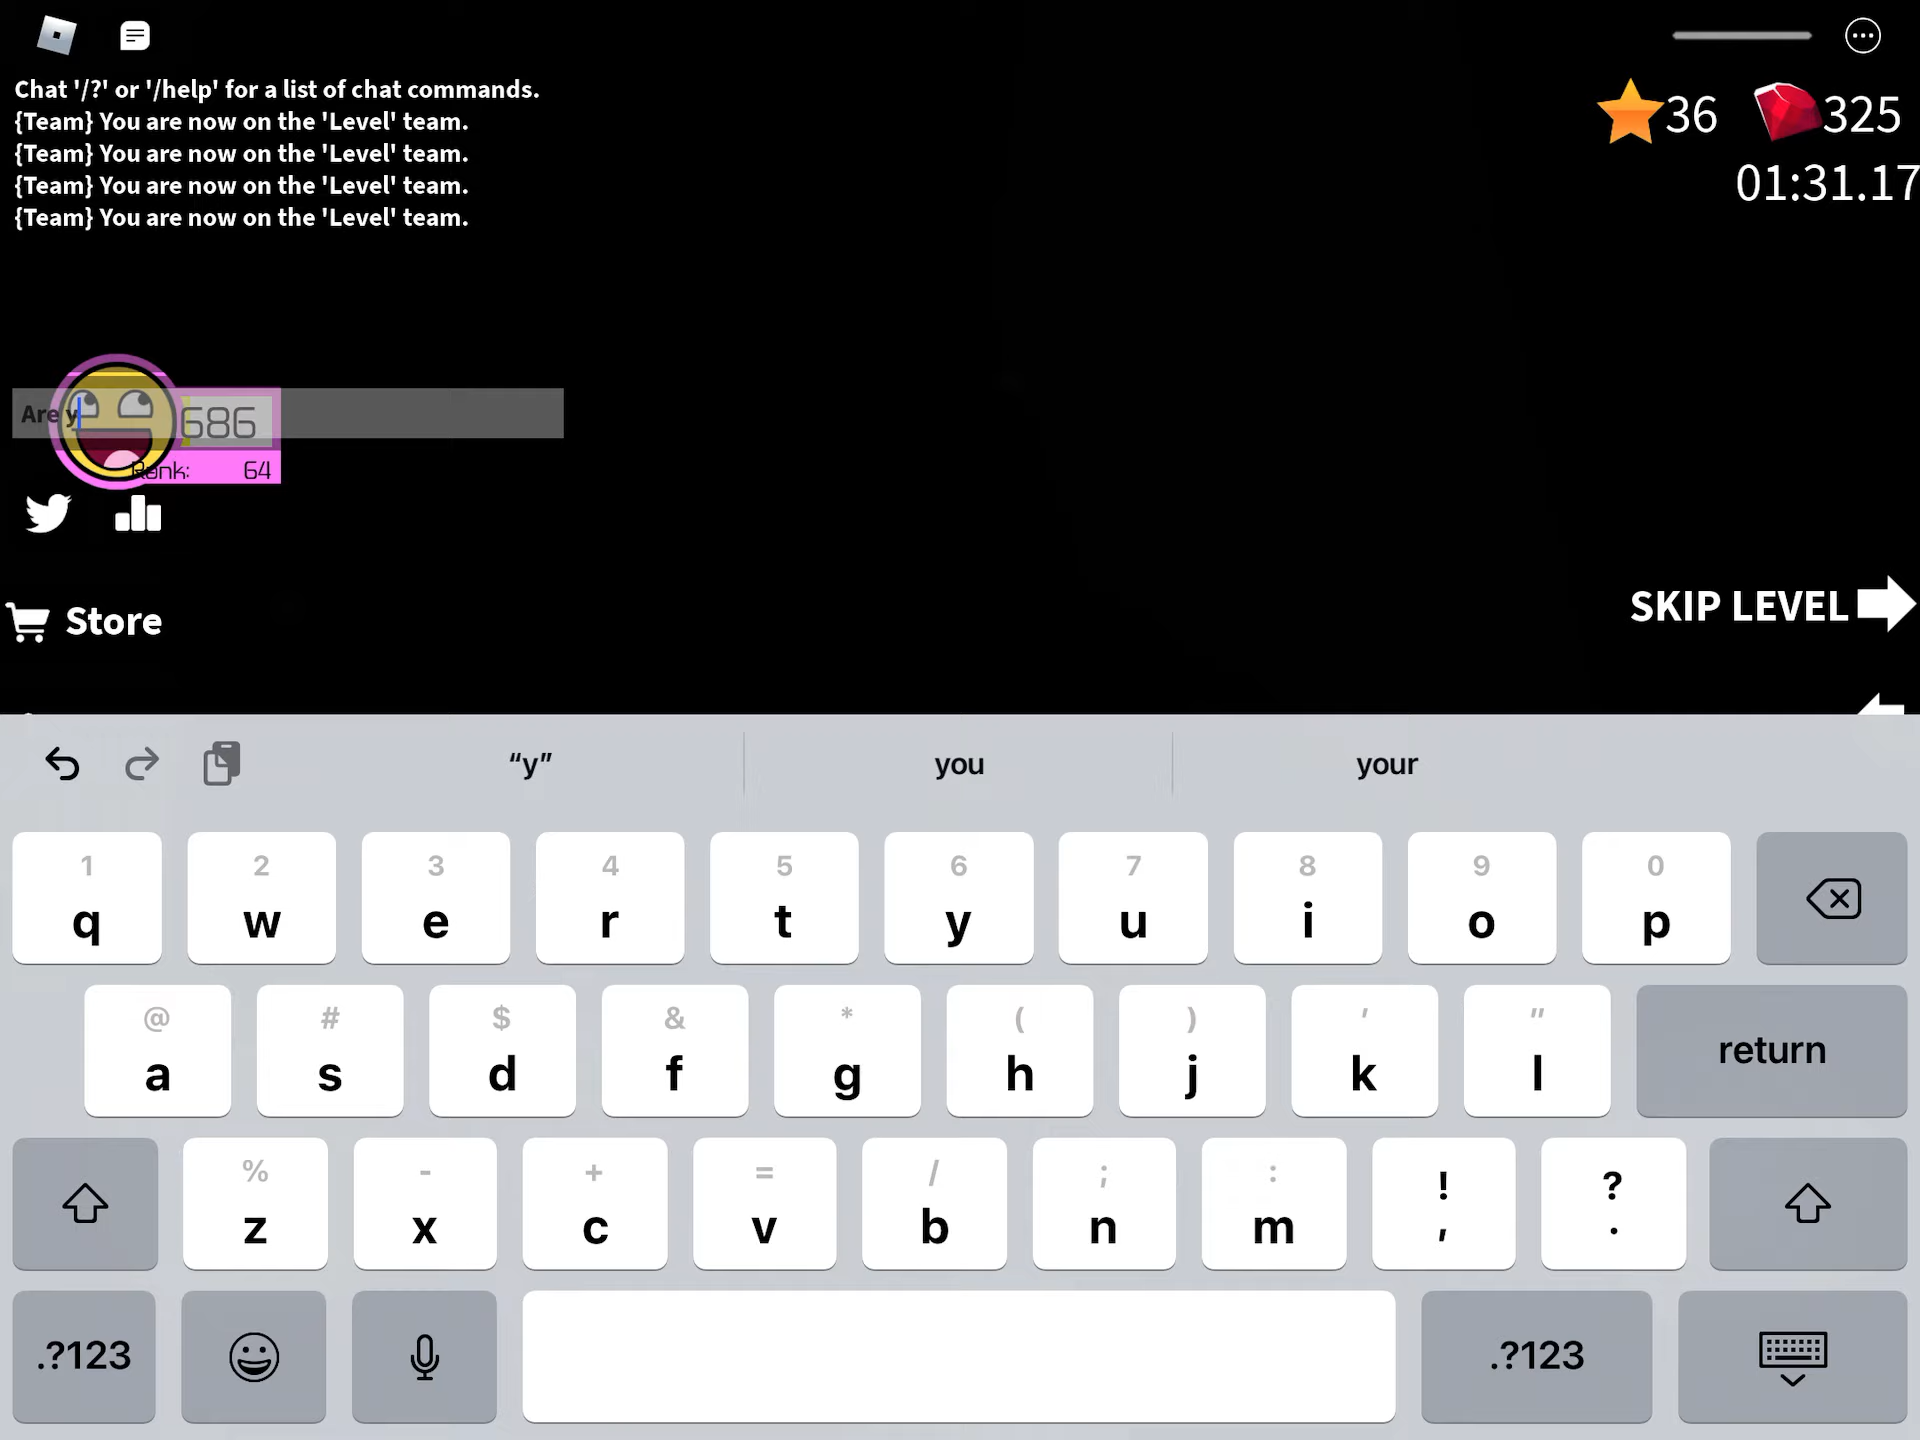 Chat '/?' or '/help' for a list of chat commands.
{Team} You are now on the 'Level' team.
{Team} You are now on the 'Level' team.
{Team} You are now on the 'Level' team.
{Team} You are now on the 'Level' team.
36 325
01:31.17
Are y
686
Rank: 64
Store
SKIP LEVEL
“y” you your
1 2 3 4 5 6 7 8 9 0
q w e r t y u i o p
@ # $ & * ( ) ' "
a s d f g h j k l return
% - + = / ; : ! ?
z x c v b n m , .
.?123 .?123